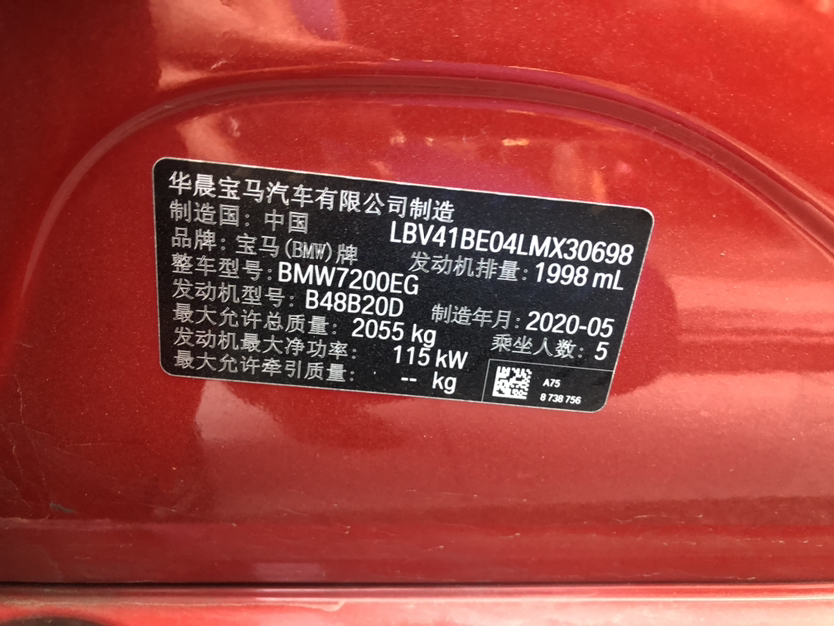 华晨宝马汽车有限公司制造
制造国：中国 LBV41BE04LMX30698
品牌：宝马(BMW)牌 发动机排量：1998 mL
整车型号：BMW7200EG
发动机型号：B48B20D 制造年月：2020-05
最大允许总质量：2055 kg 乘坐人数：5
发动机最大净功率：115 kW
最大允许牵引质量：-- kg
A75
8 738 756